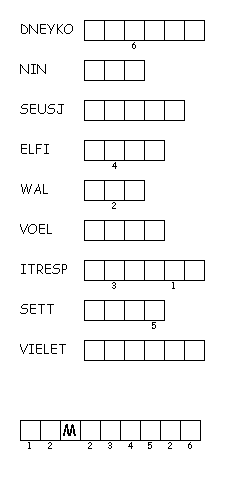 DNEYKO
6
NIN
SEUSJ
ELFI
4
WAL
2
VOEL
ITRESP
3 1
SETT
5
VIELET
M
1 2 2 3 4 5 2 6